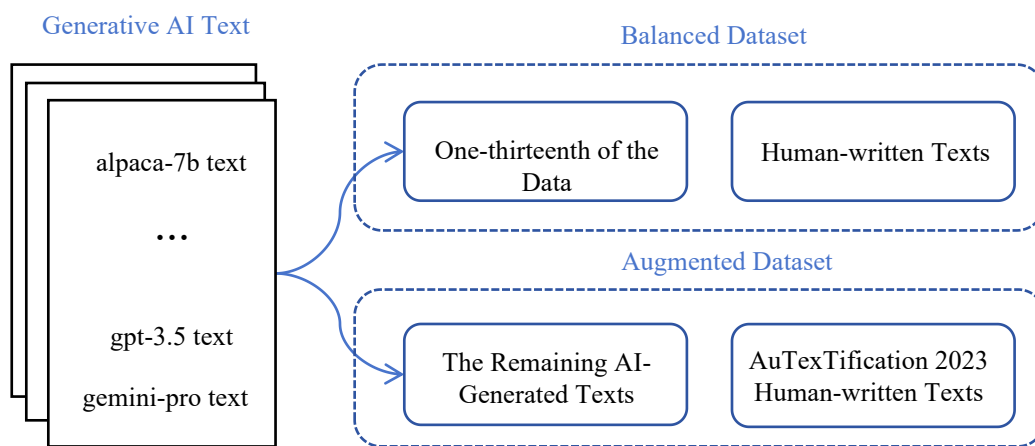 Generative AI Text
alpaca-7b text
...
gpt-3.5 text
gemini-pro text
Balanced Dataset
One-thirteenth of the
Data
Human-written Texts
Augmented Dataset
The Remaining AI-
Generated Texts
AuTexTification 2023
Human-written Texts